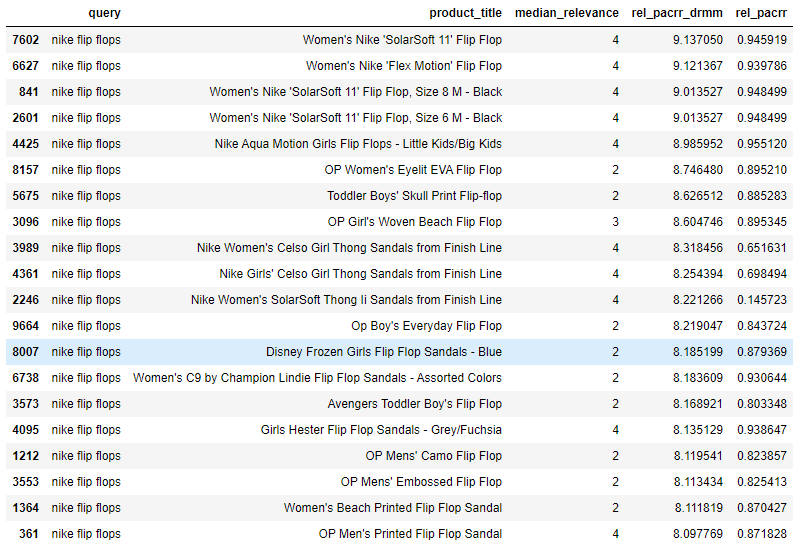 query product_title median_relevance rel_pacrr_drmm rel_pacrr
7602 nike flip flops Women's Nike 'SolarSoft 11' Flip Flop 4 9.137050 0.945919
6627 nike flip flops Women's Nike 'Flex Motion' Flip Flop 4 9.121367 0.939786
841 nike flip flops Women's Nike 'SolarSoft 11' Flip Flop, Size 8 M - Black 4 9.013527 0.948499
2601 nike flip flops Women's Nike 'SolarSoft 11' Flip Flop, Size 6 M - Black 4 9.013527 0.948499
4425 nike flip flops Nike Aqua Motion Girls Flip Flops - Little Kids/Big Kids 4 8.985952 0.955120
8157 nike flip flops OP Women's Eyelit EVA Flip Flop 2 8.746480 0.895210
5675 nike flip flops Toddler Boys' Skull Print Flip-flop 2 8.626512 0.885283
3096 nike flip flops OP Girl's Woven Beach Flip Flop 3 8.604746 0.895345
3989 nike flip flops Nike Women's Celso Girl Thong Sandals from Finish Line 4 8.318456 0.651631
4361 nike flip flops Nike Girls' Celso Girl Thong Sandals from Finish Line 4 8.254394 0.698494
2246 nike flip flops Nike Women's SolarSoft Thong Ii Sandals from Finish Line 4 8.221266 0.145723
9664 nike flip flops Op Boy's Everyday Flip Flop 2 8.219047 0.843724
8007 nike flip flops Disney Frozen Girls Flip Flop Sandals - Blue 2 8.185199 0.879369
6738 nike flip flops Women's C9 by Champion Lindie Flip Flop Sandals - Assorted Colors 2 8.183609 0.930644
3573 nike flip flops Avengers Toddler Boy's Flip Flop 2 8.168921 0.803348
4095 nike flip flops Girls Hester Flip Flop Sandals - Grey/Fuchsia 4 8.135129 0.938647
1212 nike flip flops OP Mens' Camo Flip Flop 2 8.119541 0.823857
3553 nike flip flops OP Mens' Embossed Flip Flop 2 8.113434 0.825413
1364 nike flip flops Women's Beach Printed Flip Flop Sandal 2 8.111819 0.870427
361 nike flip flops OP Men's Printed Flip Flop Sandal 4 8.097769 0.871828